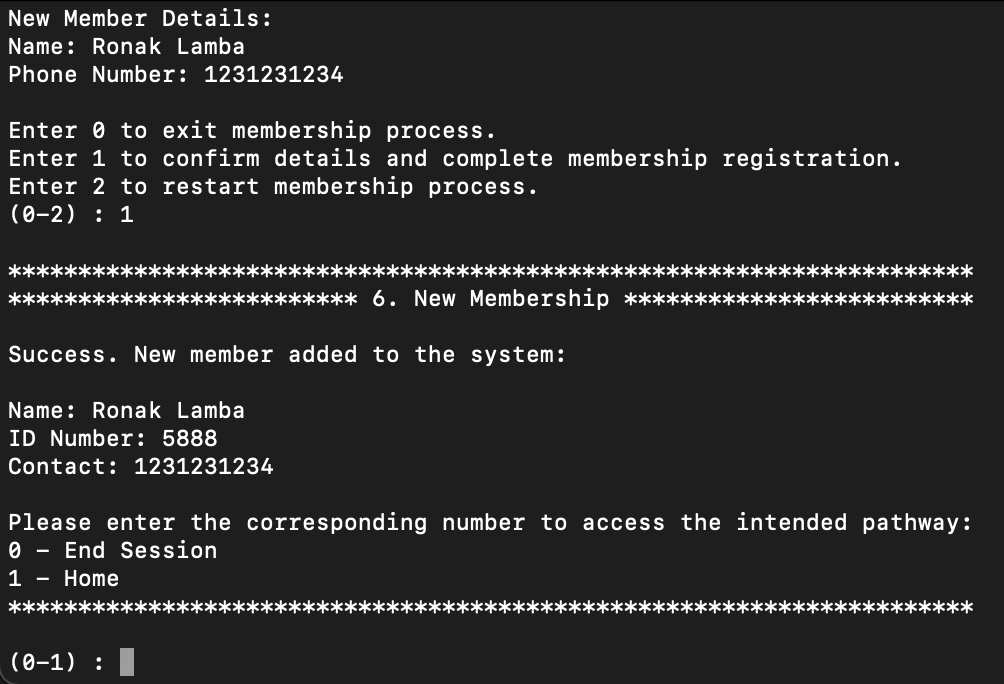 New Member Details:
Name: Ronak Lamba
Phone Number: 1231231234
Enter 0 to exit membership process.
Enter 1 to confirm details and complete membership registration.
Enter 2 to restart membership process.
(0-2) : 1
*********************************************************************
************************* 6. New Membership *************************
Success. New member added to the system:
Name: Ronak Lamba
ID Number: 5888
Contact: 1231231234
Please enter the corresponding number to access the intended pathway:
0 - End Session
1 - Home
*********************************************************************
(0-1) :